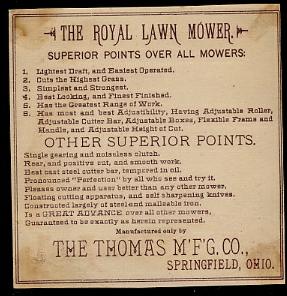 THE ROYAL LAWN MOWER.
SUPERIOR POINTS OVER ALL MOWERS:
1. Lightest Draft, and Easiest Operated.
2. Cuts the Highest Grass.
3. Simplest and Strongest.
4. Best Looking, and Finest Finished.
5. Has the Greatest Range of Work.
6. Has most and best Adjustibility, Having Adjustable Roller,
Adjustable Cutter Bar, Adjustable Boxes, Flexible Frame and
Handle, and Adjustable Height of Cut.
OTHER SUPERIOR POINTS.
Single gearing and noiseless clutch.
Rear, and positive cut, and smooth work.
Best cast steel cutter bar, tempered in oil.
Pronounced "Perfection" by all who see and try it.
Pleases owner and user better than any other mower.
Floating cutting apparatus, and self sharpening knives.
Constructed largely of steel and malleable iron.
Is a GREAT ADVANCE over all other mowers,
Guaranteed to be exactly as herein represented.
Manufactured only by
THE THOMAS M'F'G. CO.,
SPRINGFIELD, OHIO.